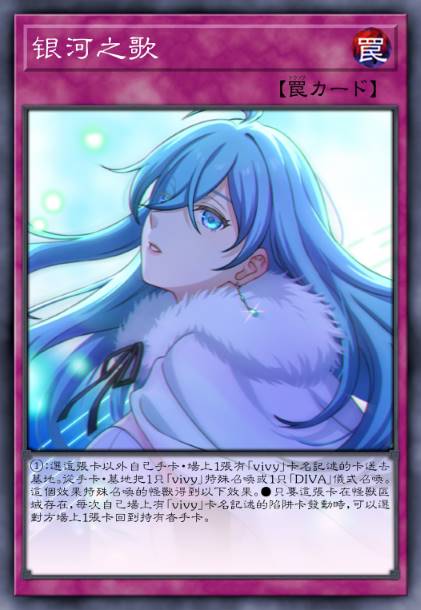 银河之歌
罠
【罠カード】
トラップ
①:選這張卡以外自己手卡・場上1張有「vivy」卡名記述的卡送去
墓地。從手卡・墓地把1只「vivy」特殊召喚或1只「DIVA」儀式召喚。
這個效果特殊召喚的怪獸得到以下效果。●只要這張卡在怪獸區
域存在,每次自己場上有「vivy」卡名記述的陷阱卡發動時,可以選
對方場上1張卡回到持有者手卡。